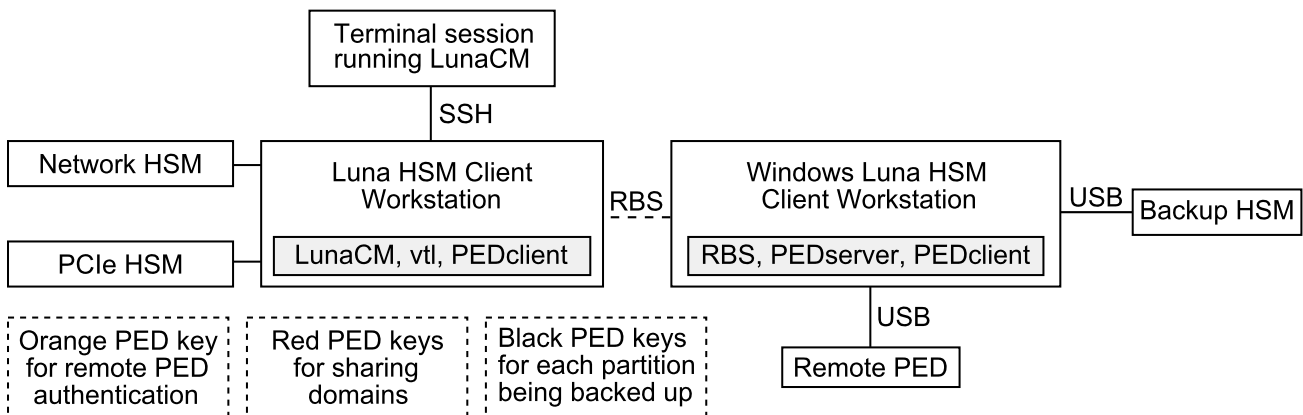 Terminal session
running LunaCM
SSH
Network HSM
Luna HSM Client
Workstation
RBS
Windows Luna HSM
Client Workstation
USB
Backup HSM
PCIe HSM
LunaCM, vtl, PEDclient
RBS, PEDserver, PEDclient
USB
Remote PED
Orange PED key
for remote PED
authentication
Red PED keys
for sharing
domains
Black PED keys
for each partition
being backed up